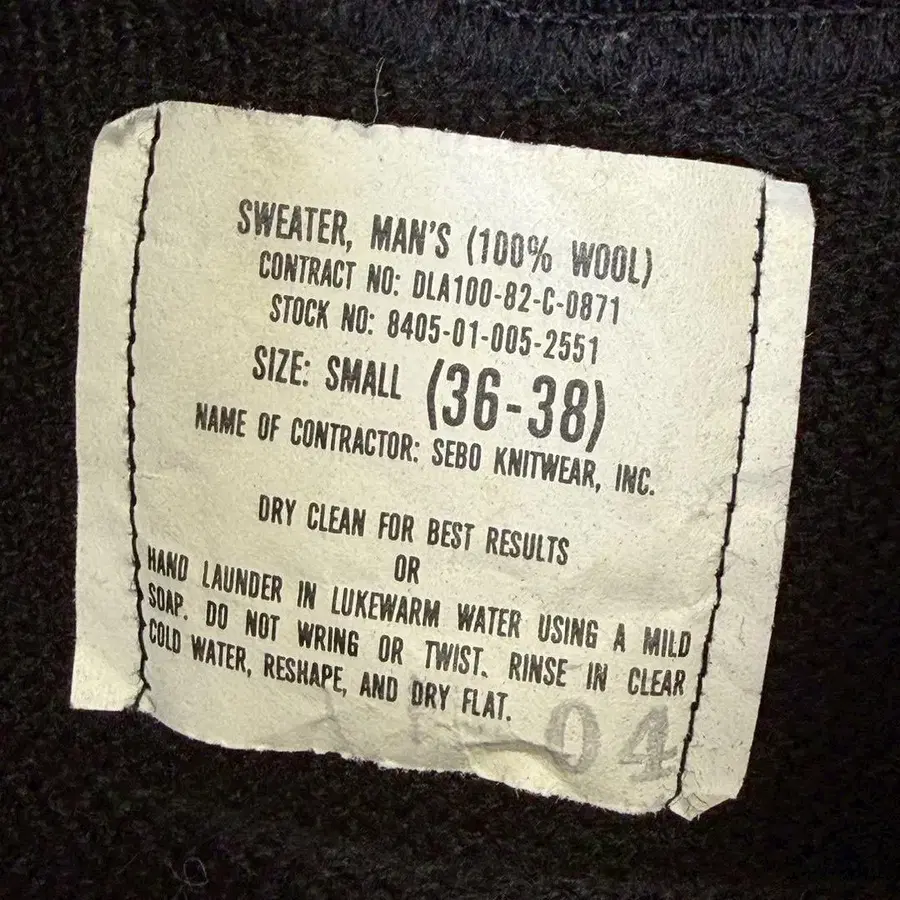 SWEATER, MAN'S (100% WOOL)
CONTRACT NO: DLA100-82-C-0871
STOCK NO: 8405-01-005-2551
SIZE: SMALL (36-38)
NAME OF CONTRACTOR: SEBO KNITWEAR, INC.
DRY CLEAN FOR BEST RESULTS
OR
HAND LAUNDER IN LUKEWARM WATER USING A MILD
SOAP. DO NOT WRING OR TWIST. RINSE IN CLEAR
COLD WATER, RESHAPE, AND DRY FLAT.
04